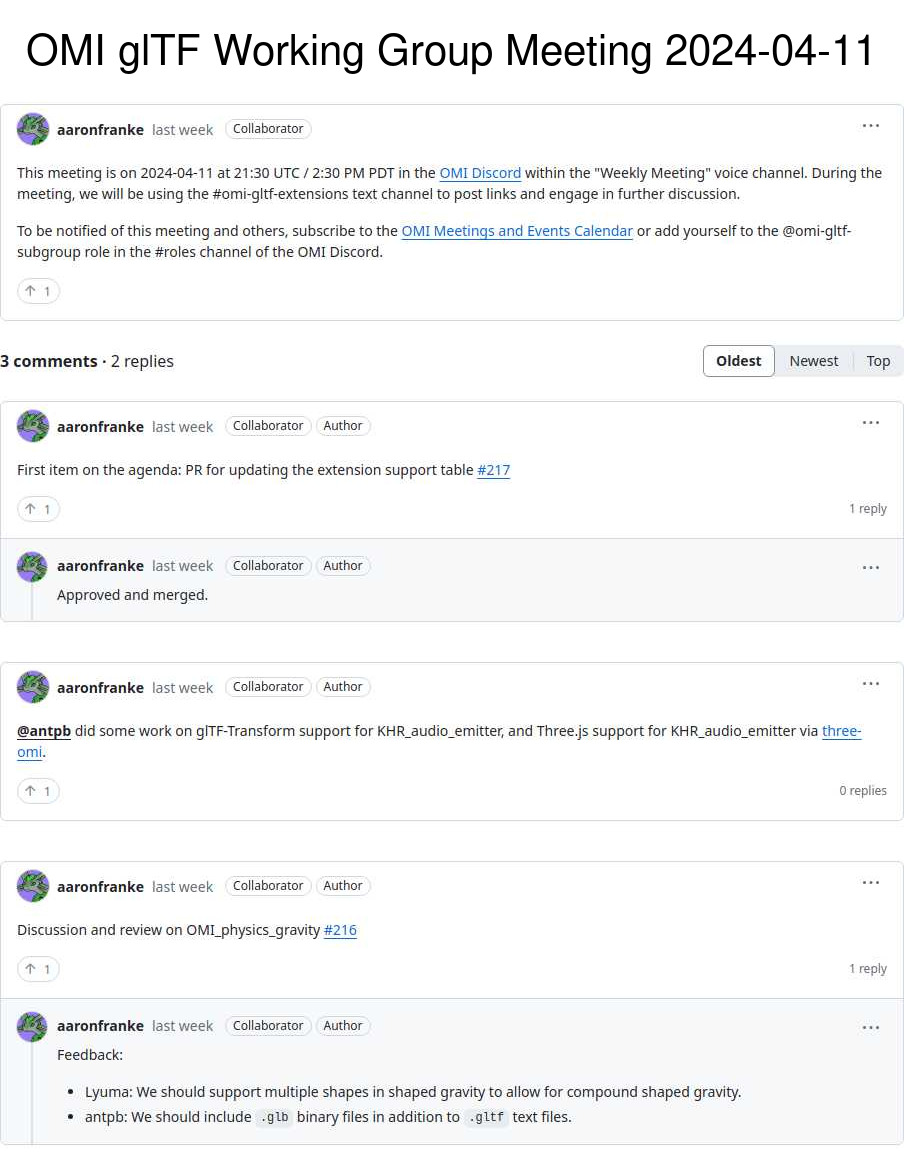 OMI glTF Working Group Meeting 2024-04-11
aaronfranke last week Collaborator ...
This meeting is on 2024-04-11 at 21:30 UTC / 2:30 PM PDT in the OMI Discord within the "Weekly Meeting" voice channel. During the
meeting, we will be using the #omi-gltf-extensions text channel to post links and engage in further discussion.
To be notified of this meeting and others, subscribe to the OMI Meetings and Events Calendar or add yourself to the @omi-gltf-
subgroup role in the #roles channel of the OMI Discord.
↑ 1
3 comments · 2 replies Oldest Newest Top
aaronfranke last week Collaborator Author ...
First item on the agenda: PR for updating the extension support table #217
↑ 1 1 reply
aaronfranke last week Collaborator Author ...
Approved and merged.
aaronfranke last week Collaborator Author ...
@antpb did some work on glTF-Transform support for KHR_audio_emitter, and Three.js support for KHR_audio_emitter via three-
omi.
↑ 1 0 replies
aaronfranke last week Collaborator Author ...
Discussion and review on OMI_physics_gravity #216
↑ 1 1 reply
aaronfranke last week Collaborator Author ...
Feedback:
• Lyuma: We should support multiple shapes in shaped gravity to allow for compound shaped gravity.
• antpb: We should include .glb binary files in addition to .gltf text files.